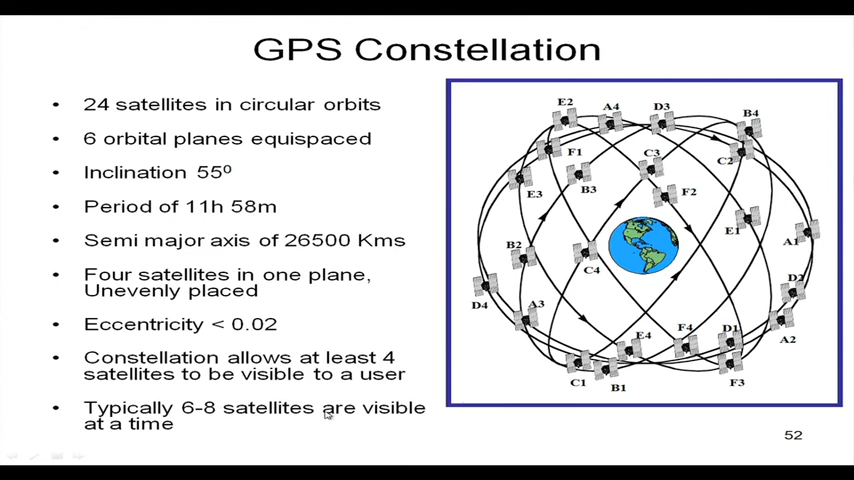 GPS Constellation
• 24 satellites in circular orbits
• 6 orbital planes equispaced
• Inclination 55⁰
• Period of 11h 58m
• Semi major axis of 26500 Kms
• Four satellites in one plane,
Unevenly placed
• Eccentricity < 0.02
• Constellation allows at least 4
satellites to be visible to a user
• Typically 6-8 satellites are visible
at a time
E2
A4
D3
B4
F1
C3
C2
E3
B3
F2
E1
A1
B2
C4
D2
D4
A3
E4
F4
D1
A2
C1
B1
F3
52